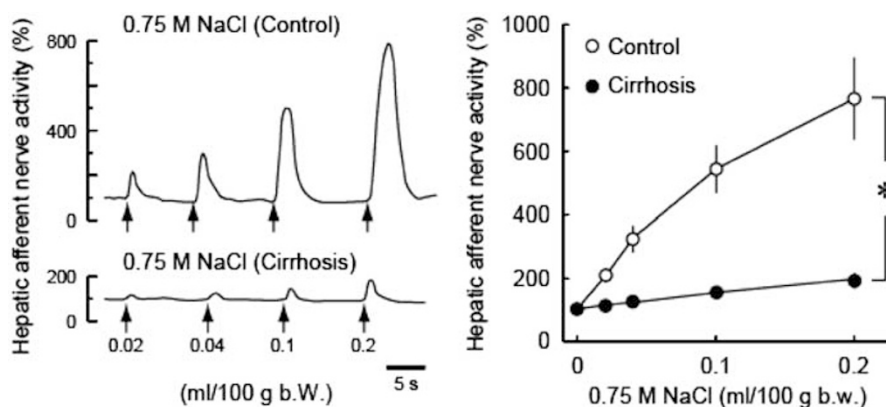 0.75 M NaCl (Control)
Hepatic afferent nerve activity (%)
800
400
0
0.75 M NaCl (Cirrhosis)
200
100
0
0.02
0.04
0.1
0.2
(ml/100 g b.W.)
5 s
Hepatic afferent nerve activity (%)
1000
800
600
400
200
100
0
Control
Cirrhosis
*
0
0.1
0.2
0.75 M NaCl (ml/100 g b.w.)